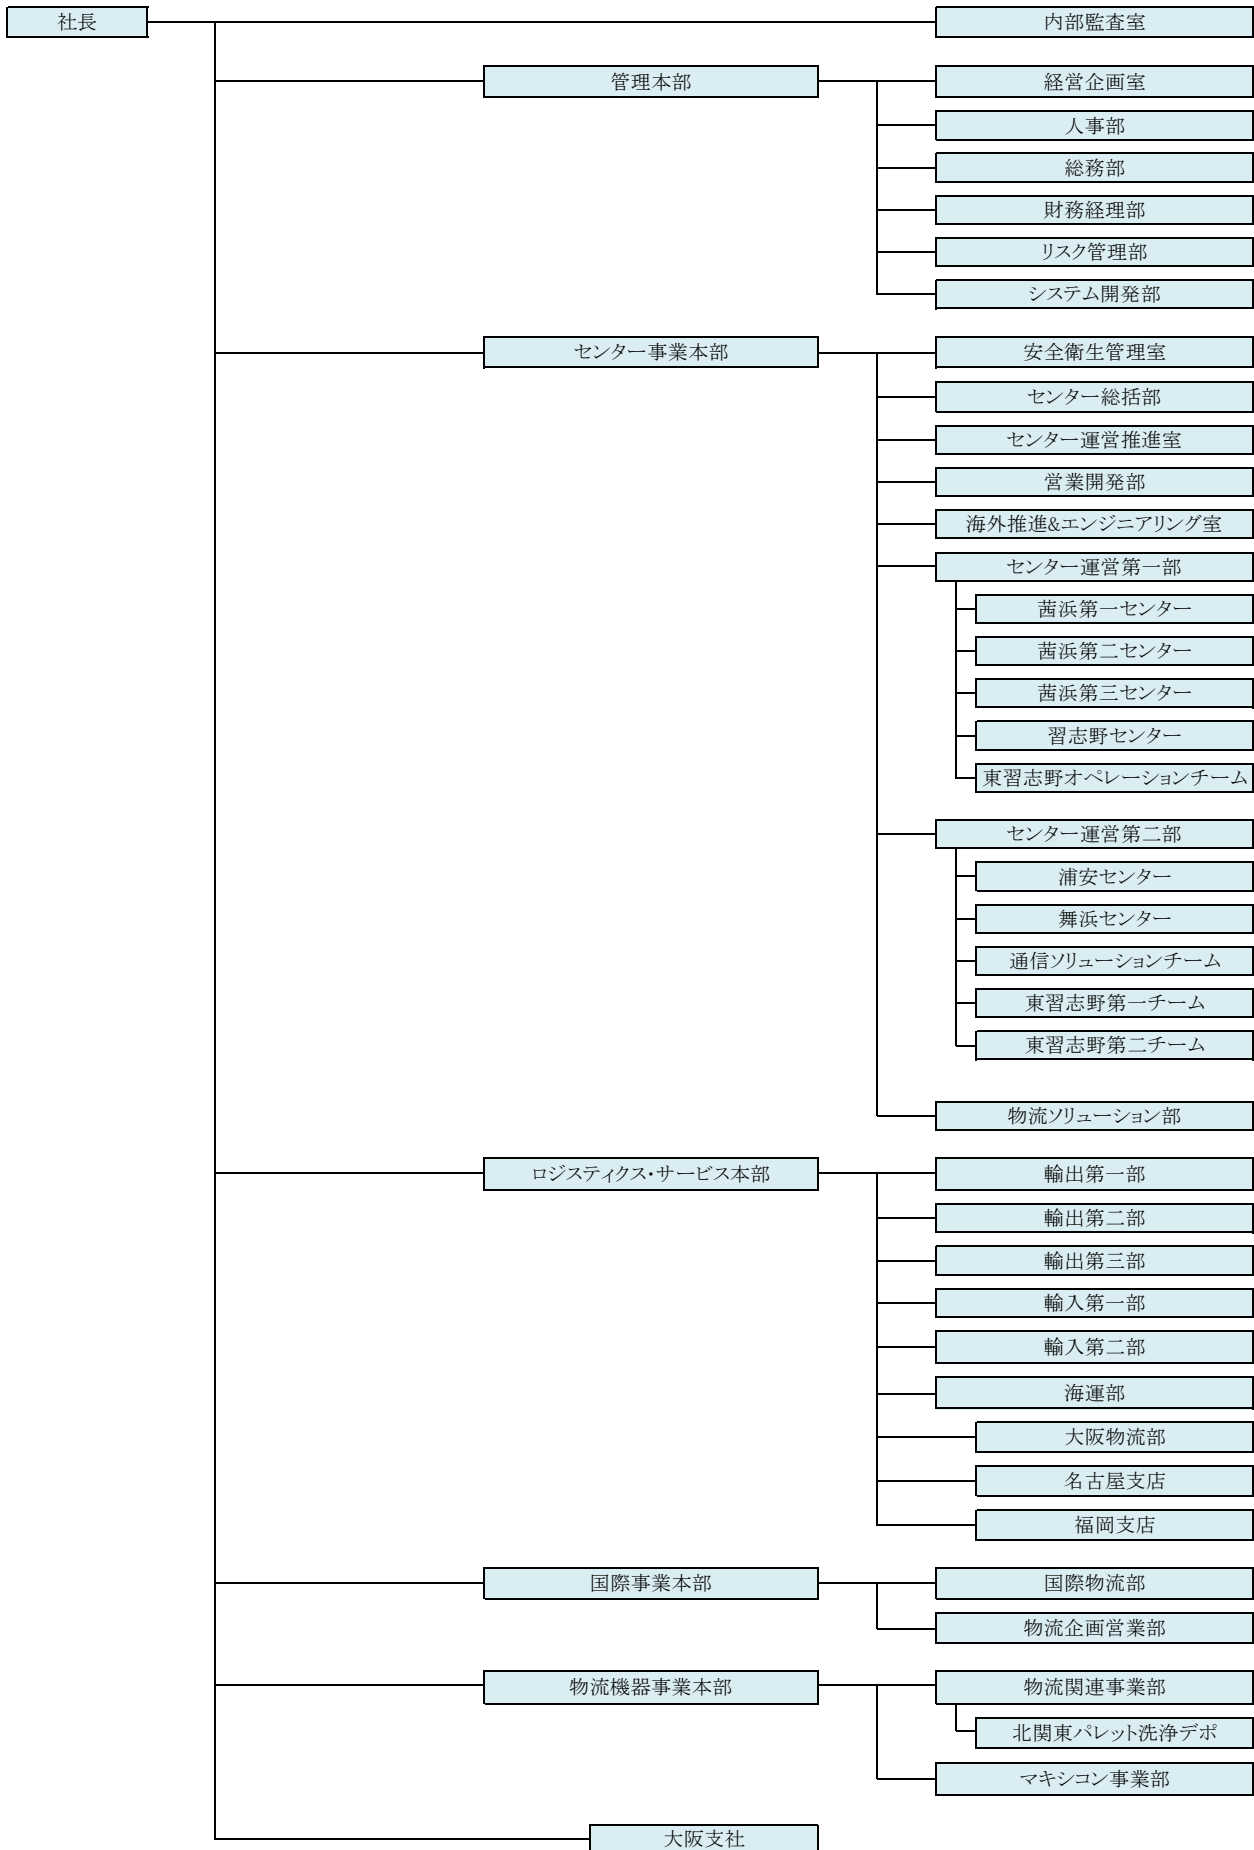 社長
内部監査室
管理本部
経営企画室
人事部
総務部
財務経理部
リスク管理部
システム開発部
センター事業本部
安全衛生管理室
センター総括部
センター運営推進室
営業開発部
海外推進&エンジニアリング室
センター運営第一部
茜浜第一センター
茜浜第二センター
茜浜第三センター
習志野センター
東習志野オペレーションチーム
センター運営第二部
浦安センター
舞浜センター
通信ソリューションチーム
東習志野第一チーム
東習志野第二チーム
物流ソリューション部
ロジスティクス・サービス本部
輸出第一部
輸出第二部
輸出第三部
輸入第一部
輸入第二部
海運部
大阪物流部
名古屋支店
福岡支店
国際事業本部
国際物流部
物流企画営業部
物流機器事業本部
物流関連事業部
北関東パレット洗浄デポ
マキシコン事業部
大阪支社